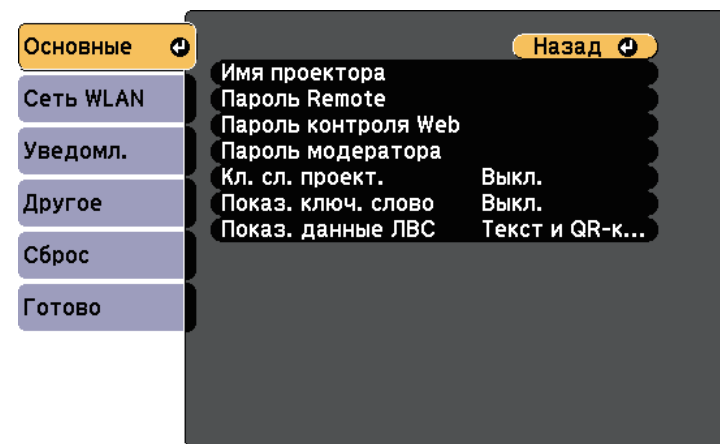 Основные
Сеть WLAN
Уведомл.
Другое
Сброс
Готово
Назад
Имя проектора
Пароль Remote
Пароль контроля Web
Пароль модератора
Кл. сл. проект. Выкл.
Показ. ключ. слово Выкл.
Показ. данные ЛВС Текст и QR-к...